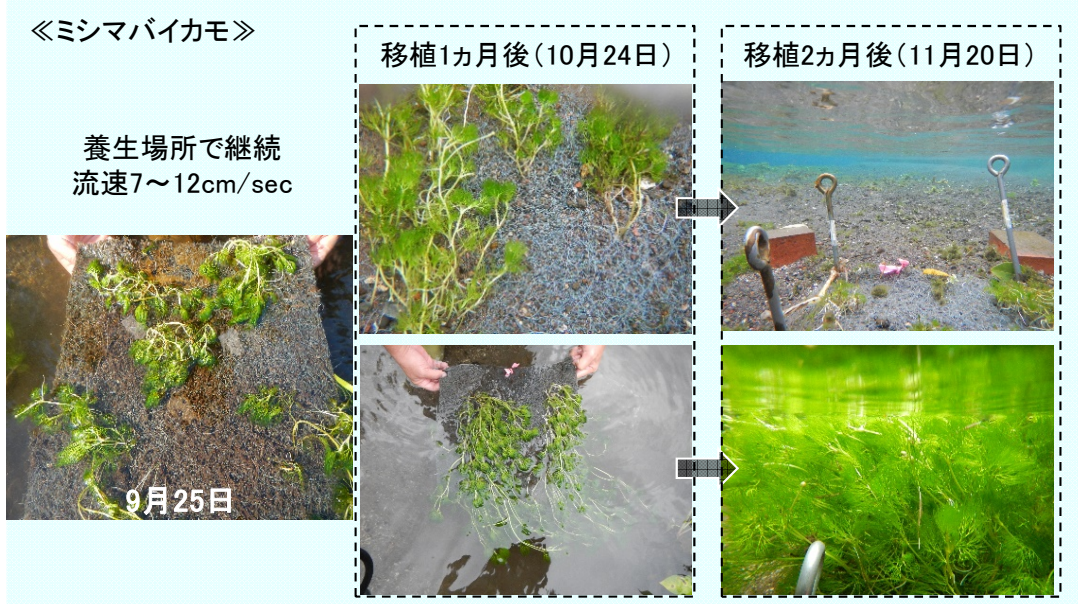 ≪ミシマバイカモ≫
養生場所で継続
流速7～12cm/sec
9月25日
移植1ヵ月後（10月24日）
移植2ヵ月後（11月20日）